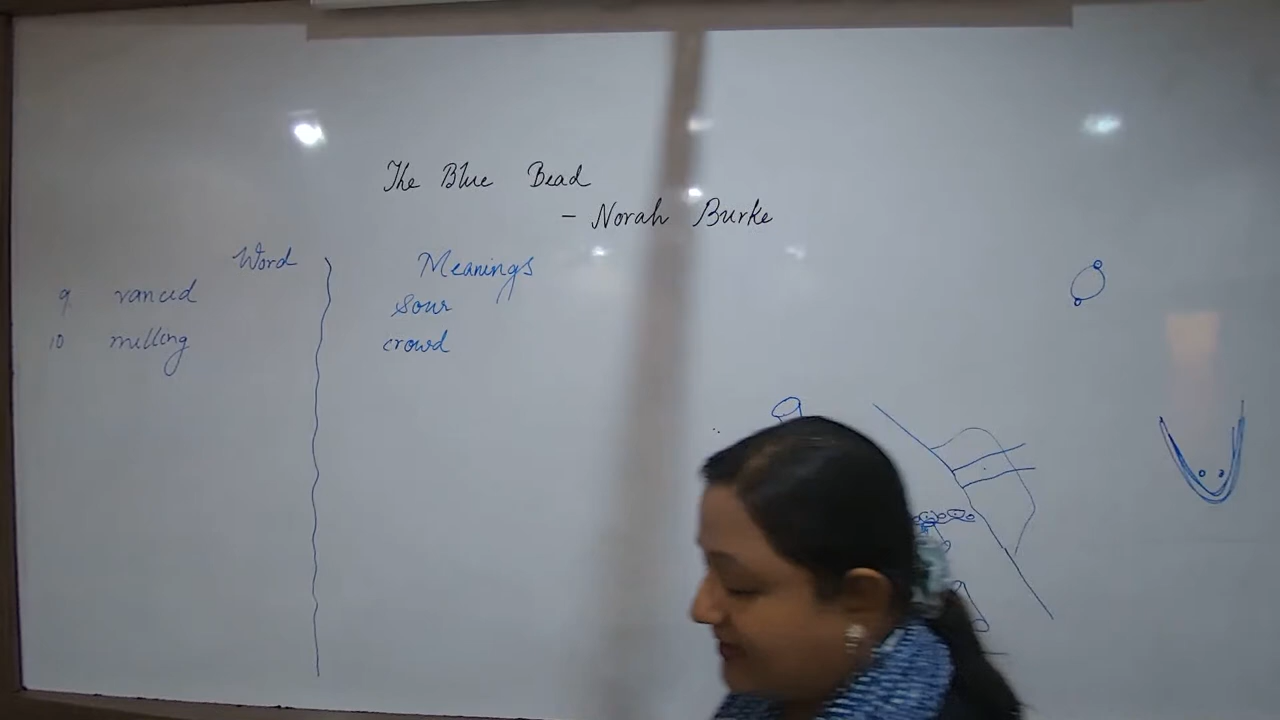 The Blue Bead
- Norah Burke
Word Meanings
9. rancid sour
10 milling crowd